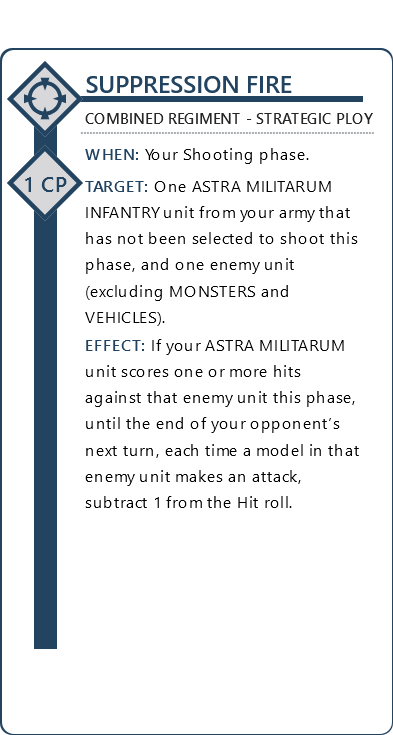 SUPPRESSION FIRE
COMBINED REGIMENT - STRATEGIC PLOY
WHEN: Your Shooting phase.
1 CP
TARGET: One ASTRA MILITARUM
INFANTRY unit from your army that
has not been selected to shoot this
phase, and one enemy unit
(excluding MONSTERS and
VEHICLES).
EFFECT: If your ASTRA MILITARUM
unit scores one or more hits
against that enemy unit this phase,
until the end of your opponent’s
next turn, each time a model in that
enemy unit makes an attack,
subtract 1 from the Hit roll.